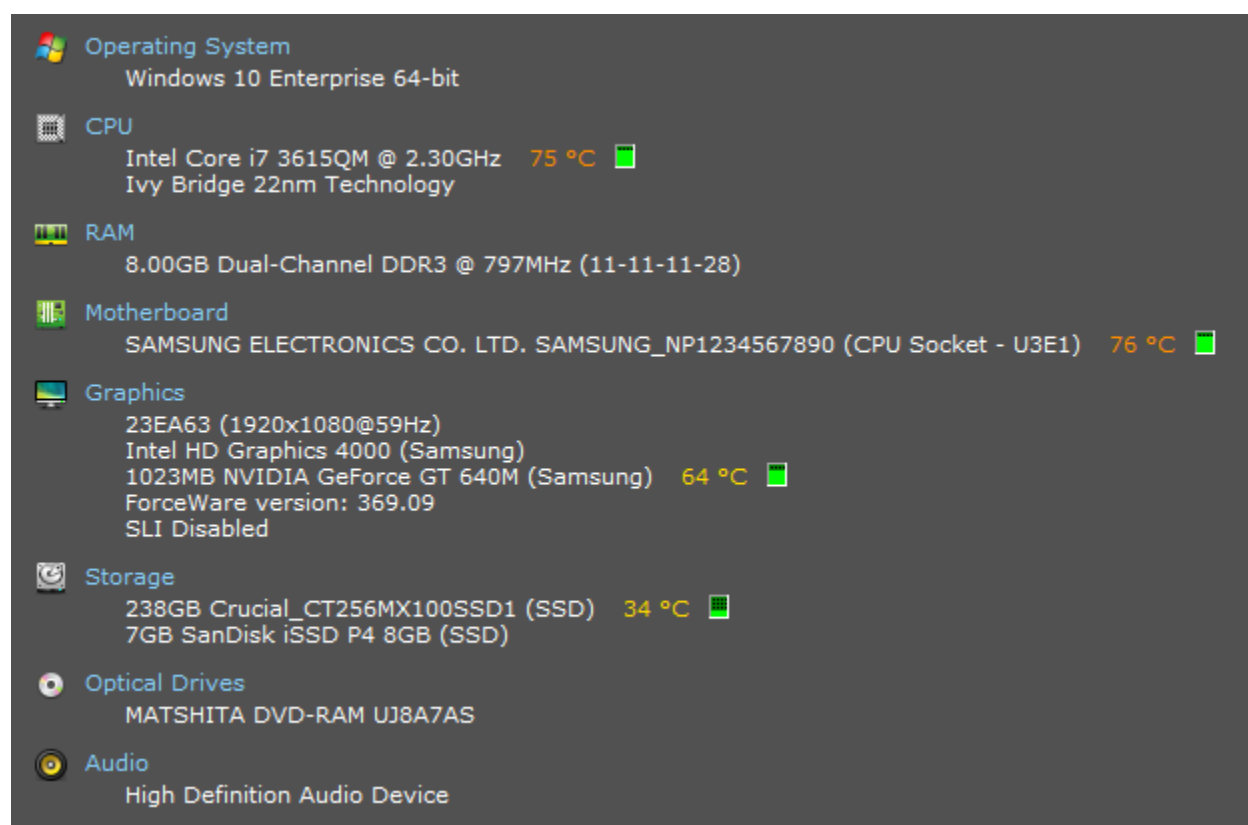 Operating System
Windows 10 Enterprise 64-bit
CPU
Intel Core i7 3615QM @ 2.30GHz 75 °C
Ivy Bridge 22nm Technology
RAM
8.00GB Dual-Channel DDR3 @ 797MHz (11-11-11-28)
Motherboard
SAMSUNG ELECTRONICS CO. LTD. SAMSUNG_NP1234567890 (CPU Socket - U3E1) 76 °C
Graphics
23EA63 (1920x1080@59Hz)
Intel HD Graphics 4000 (Samsung)
1023MB NVIDIA GeForce GT 640M (Samsung) 64 °C
ForceWare version: 369.09
SLI Disabled
Storage
238GB Crucial_CT256MX100SSD1 (SSD) 34 °C
7GB SanDisk iSSD P4 8GB (SSD)
Optical Drives
MATSHITA DVD-RAM UJ8A7AS
Audio
High Definition Audio Device